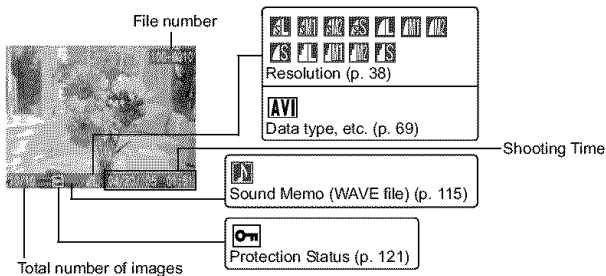 File number
Resolution (p. 38)
AVI
Data type, etc. (p. 69)
Shooting Time
Sound Memo (WAVE file) (p. 115)
Protection Status (p. 121)
Total number of images